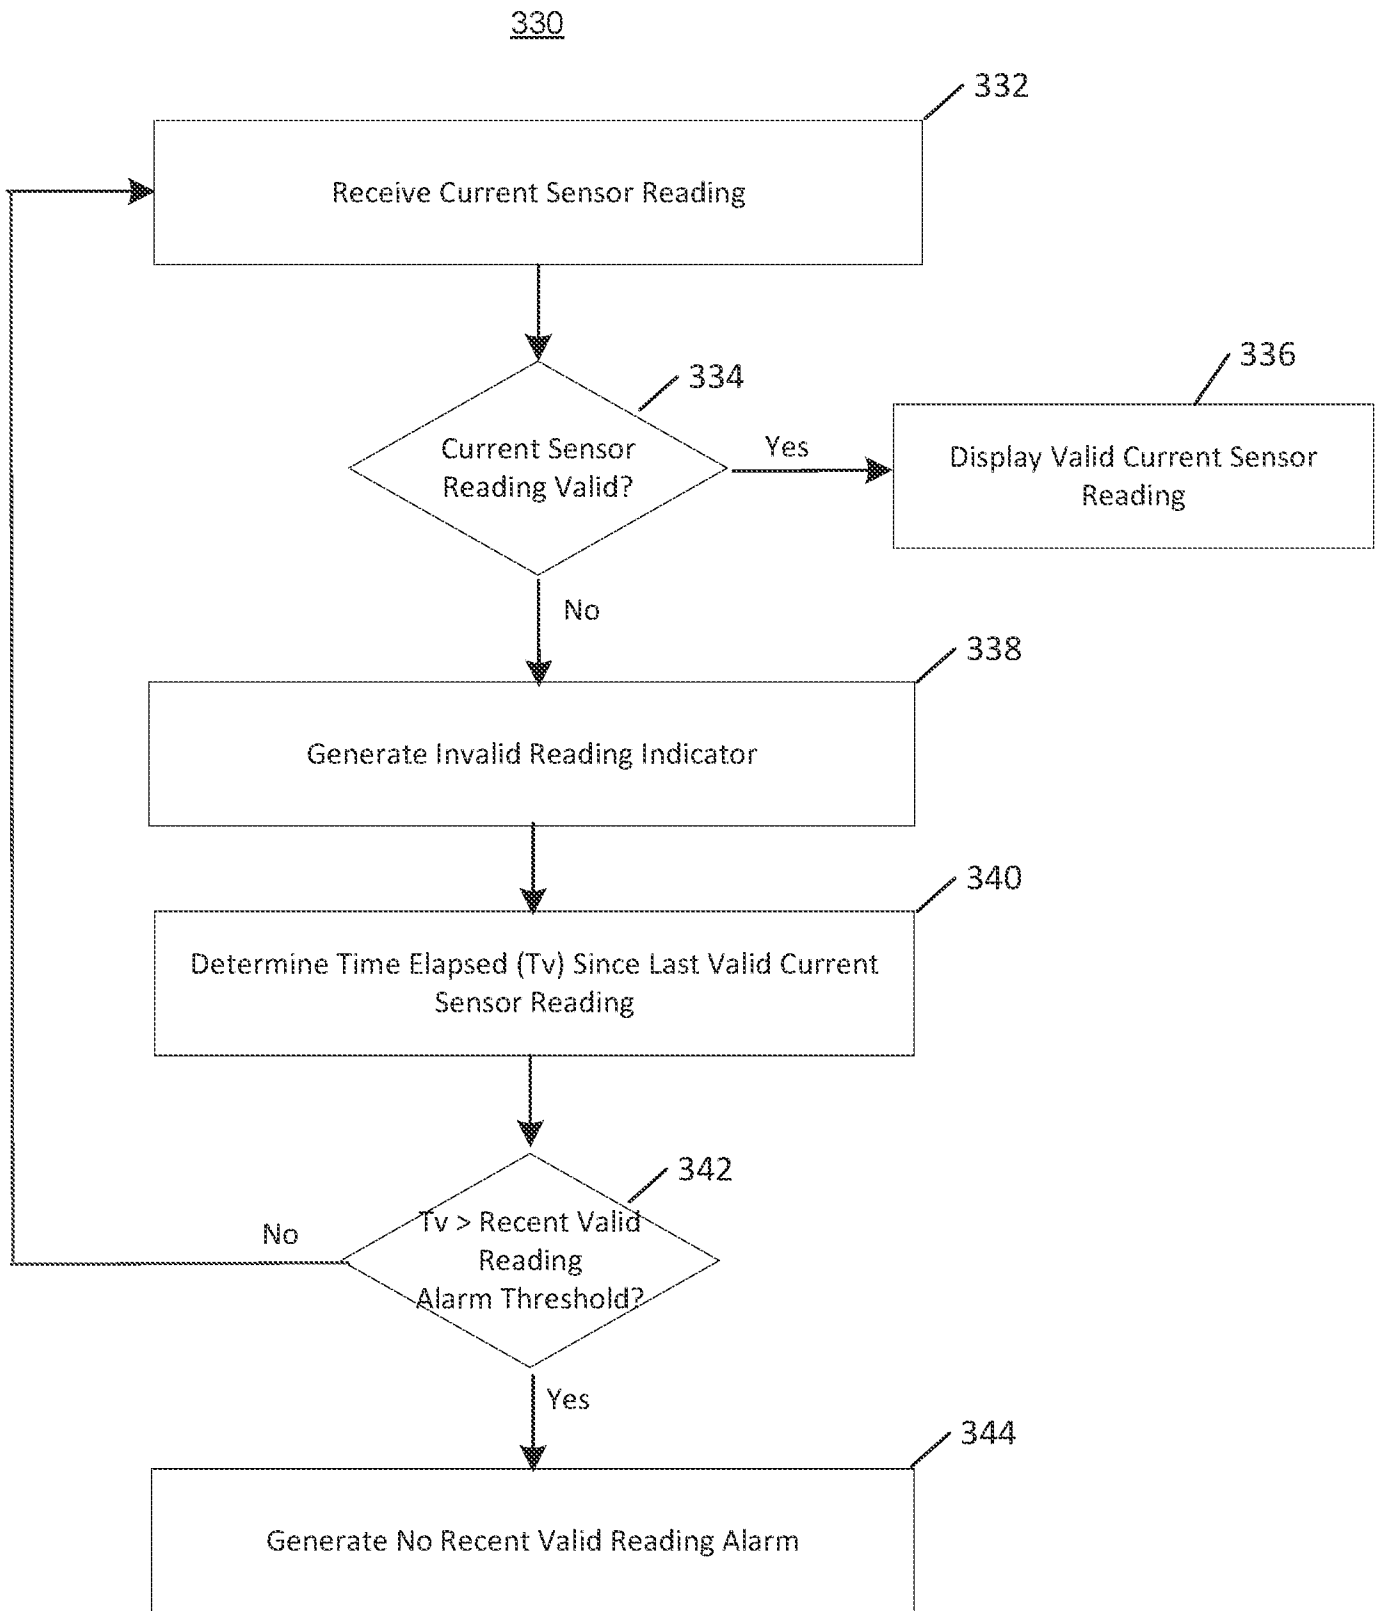 330
332
Receive Current Sensor Reading
334
Current Sensor
Reading Valid?
Yes
336
Display Valid Current Sensor
Reading
No
338
Generate Invalid Reading Indicator
340
Determine Time Elapsed (Tv) Since Last Valid Current
Sensor Reading
342
Tv > Recent Valid
Reading
Alarm Threshold?
No
Yes
344
Generate No Recent Valid Reading Alarm